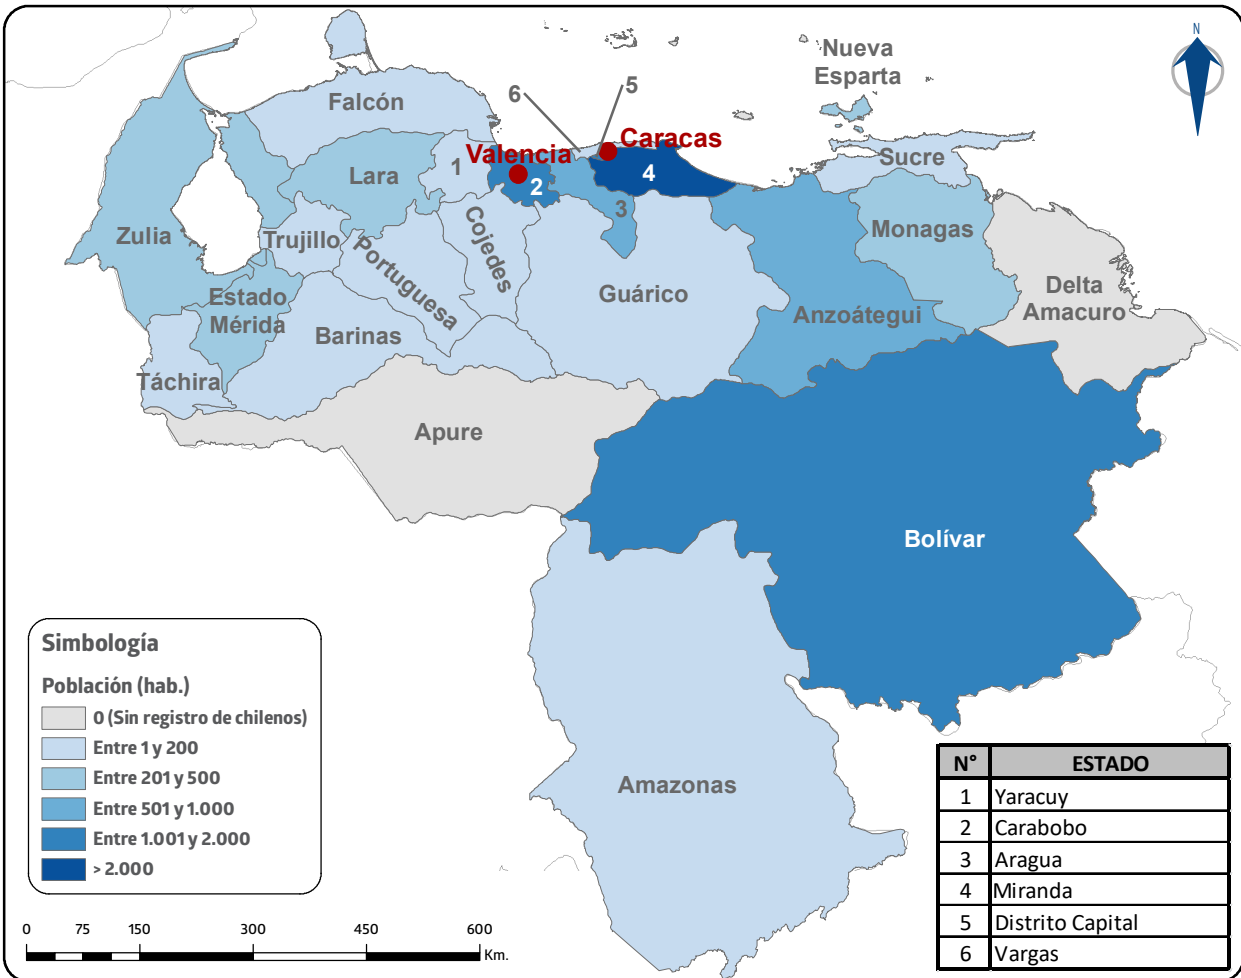 N
Nueva
Esparta
5
6
Falcón
Caracas
Valencia
Sucre
1
Lara
2
4
3
Zulia
Trujillo
Cojedes
Portuguesa
Monagas
Estado
Mérida
Guárico
Delta
Amacuro
Barinas
Anzoátegui
Táchira
Apure
Bolívar
Amazonas
Simbología
Población (hab.)
0 (Sin registro de chilenos)
Entre 1 y 200
Entre 201 y 500
Entre 501 y 1.000
Entre 1.001 y 2.000
> 2.000
0 75 150 300 450 600
Km.
N° ESTADO
1 Yaracuy
2 Carabobo
3 Aragua
4 Miranda
5 Distrito Capital
6 Vargas